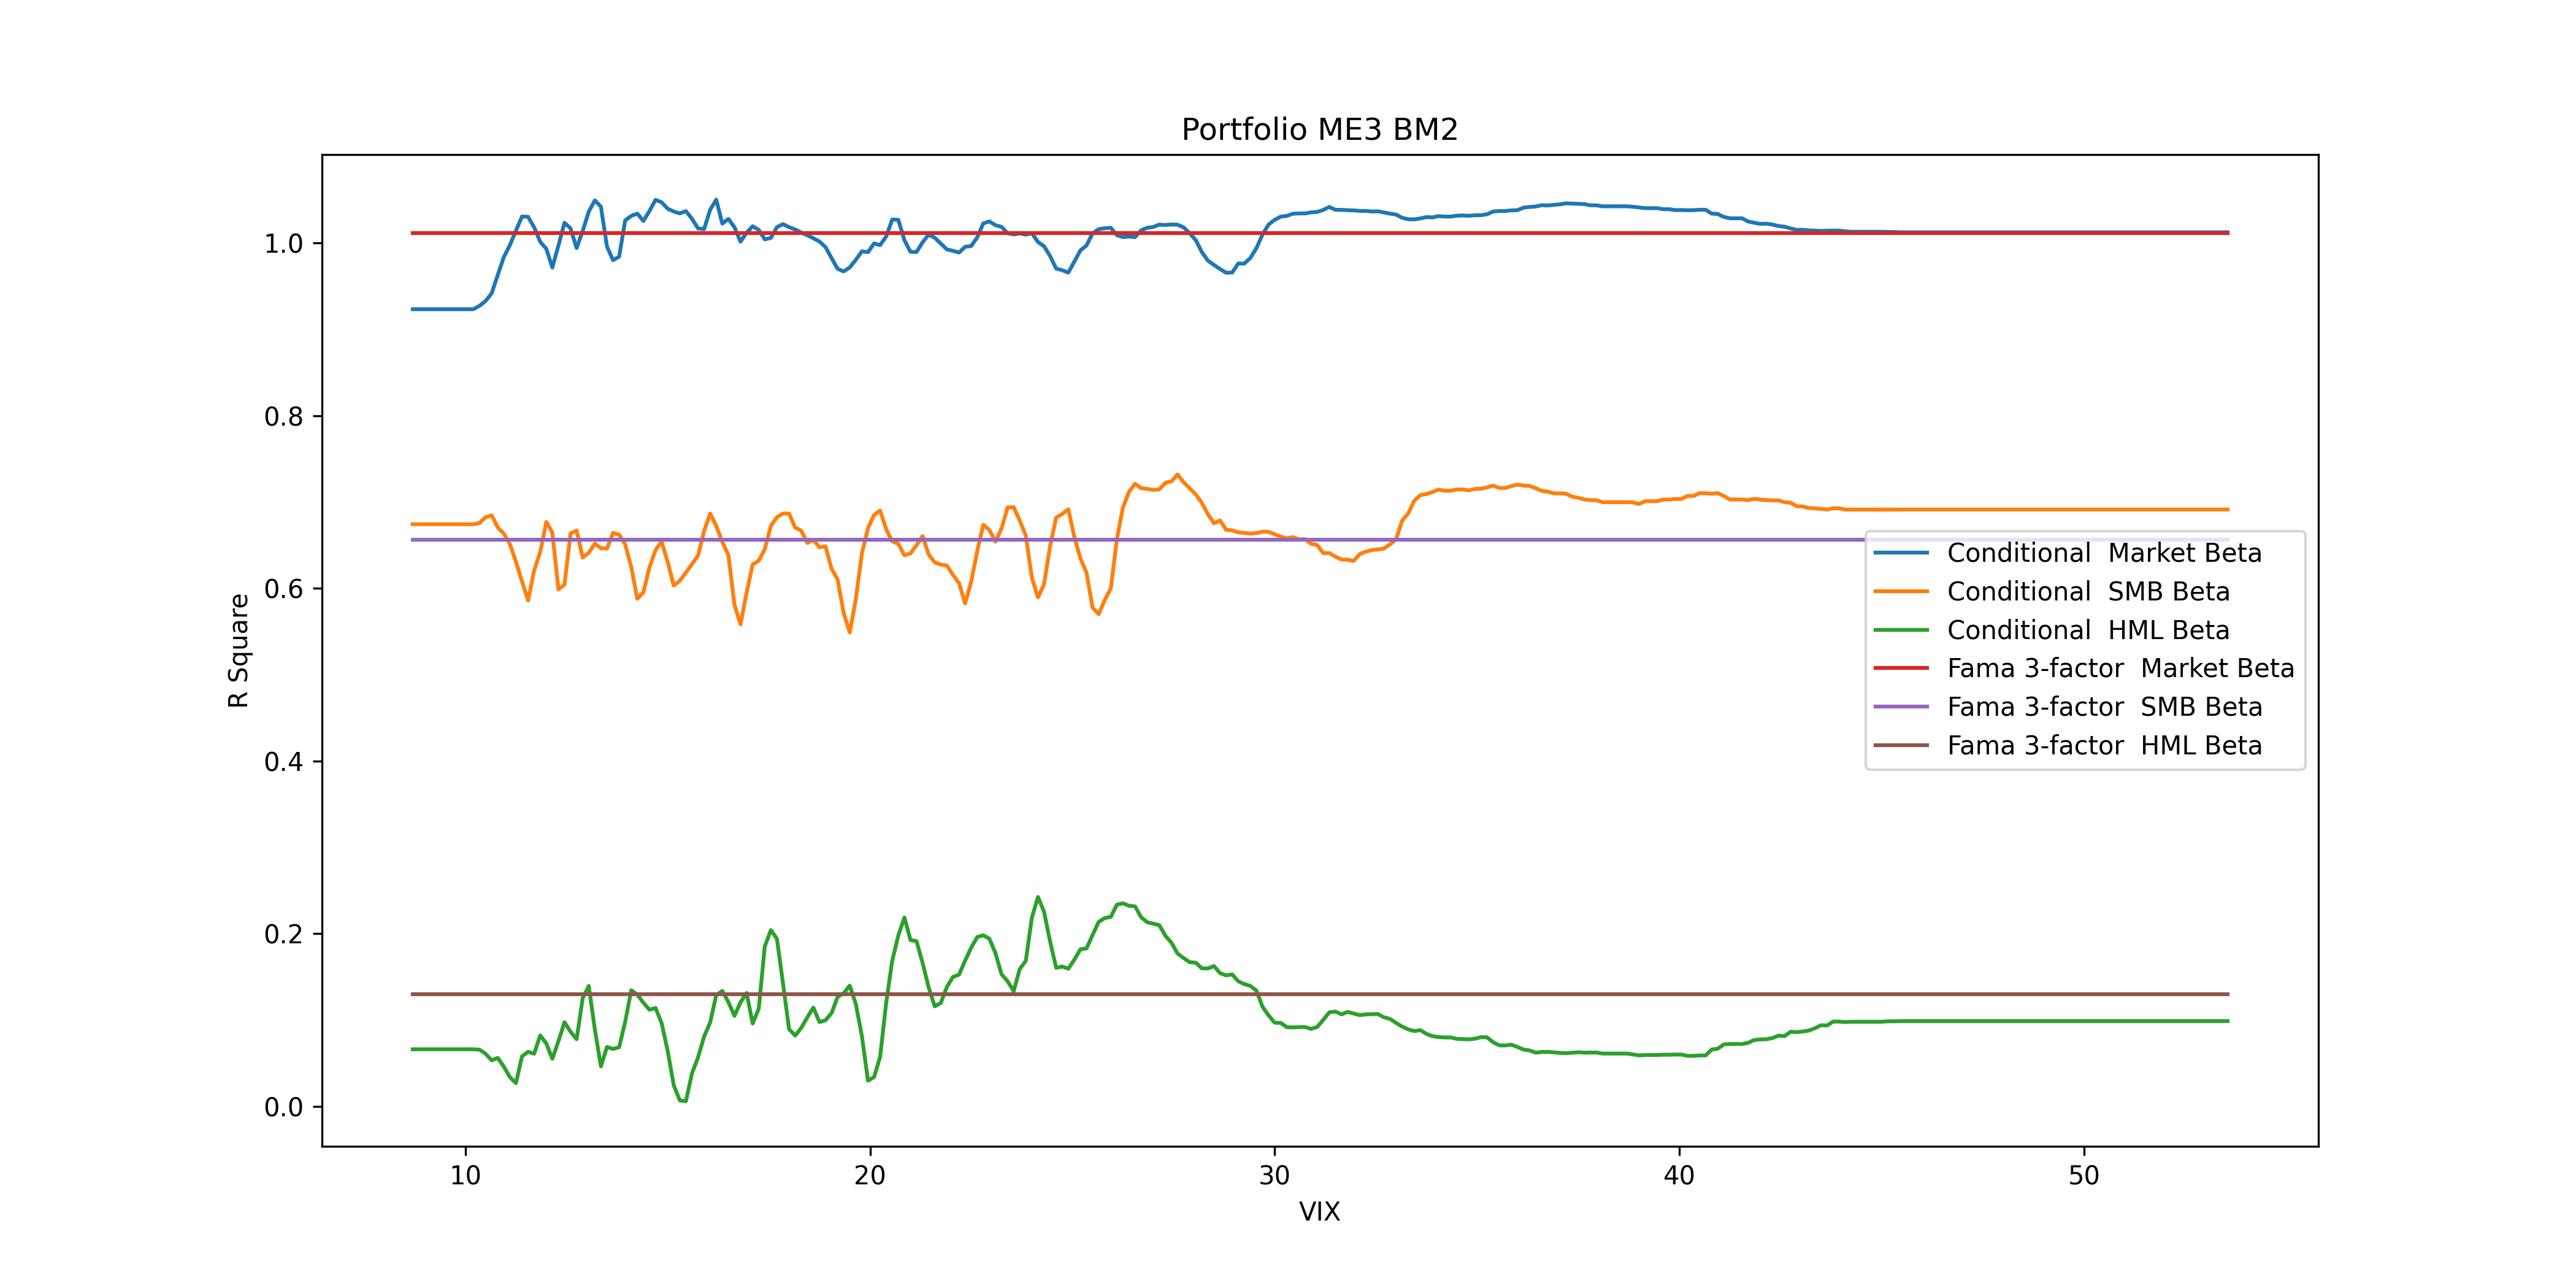 Portfolio ME3 BM2
R Square
1.0
0.8
0.6
0.4
0.2
0.0
Conditional  Market Beta
Conditional  SMB Beta
Conditional  HML Beta
Fama 3-factor  Market Beta
Fama 3-factor  SMB Beta
Fama 3-factor  HML Beta
10 20 30 40 50
VIX